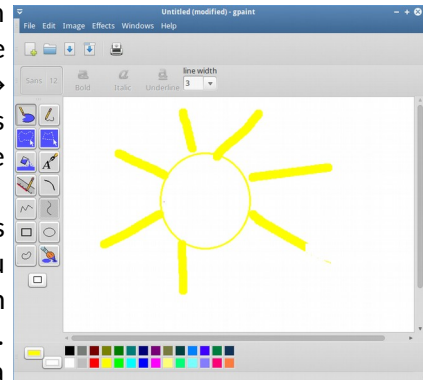 Untitled (modified) - gpaint
File Edit Image Effects Windows Help
Sans 12
Bold
Italic
Underline
line width
3